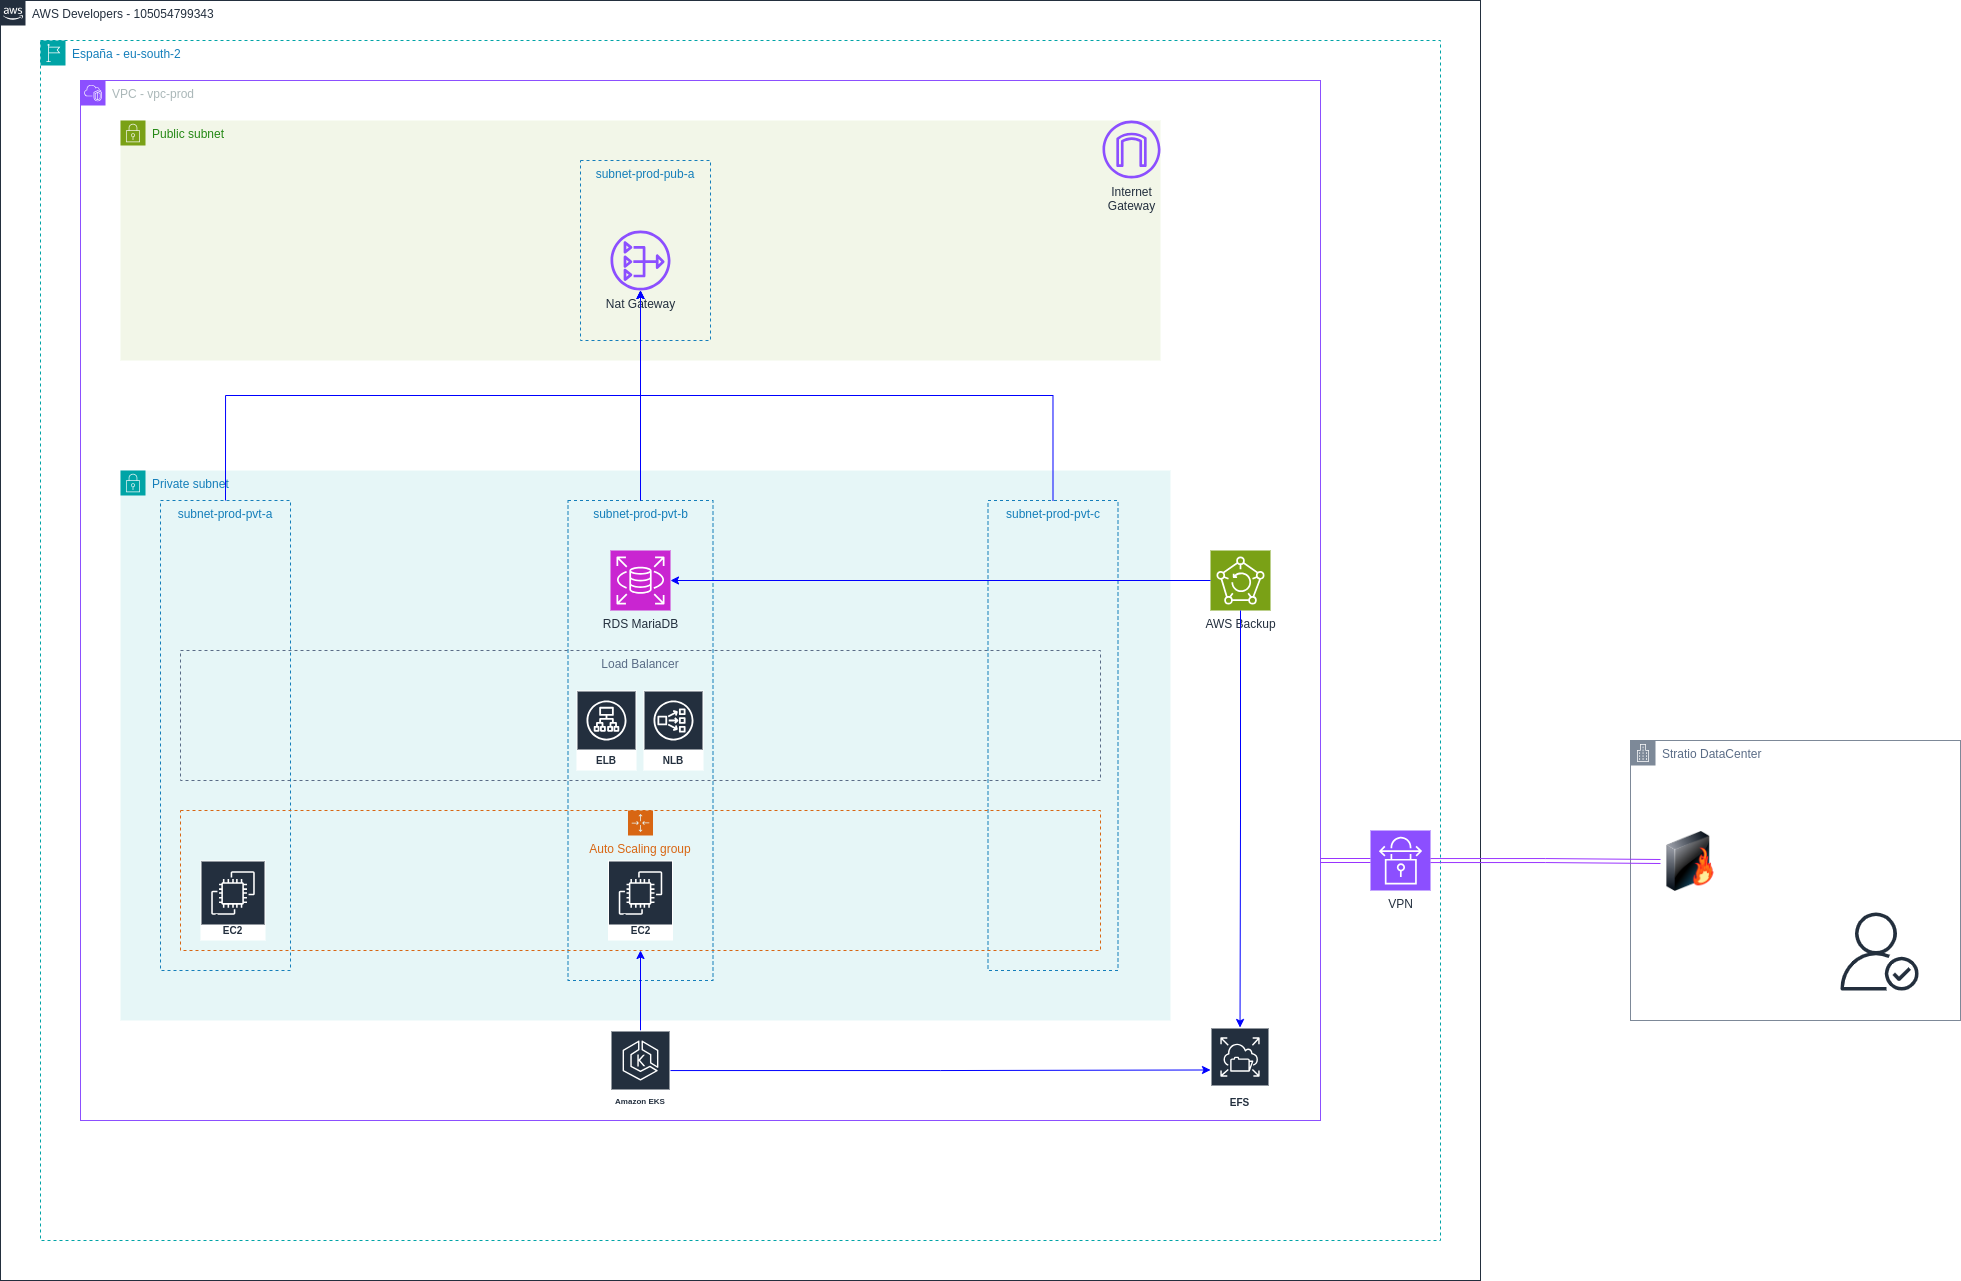 aws
AWS Developers - 105054799343
España - eu-south-2
VPC - vpc-prod
Public subnet
subnet-prod-pub-a
Internet
Gateway
Nat Gateway
Private subnet
subnet-prod-pvt-a
subnet-prod-pvt-b
subnet-prod-pvt-c
RDS MariaDB
AWS Backup
Load Balancer
ELB
NLB
Stratio DataCenter
Auto Scaling group
EC2
EC2
VPN
K
Amazon EKS
EFS